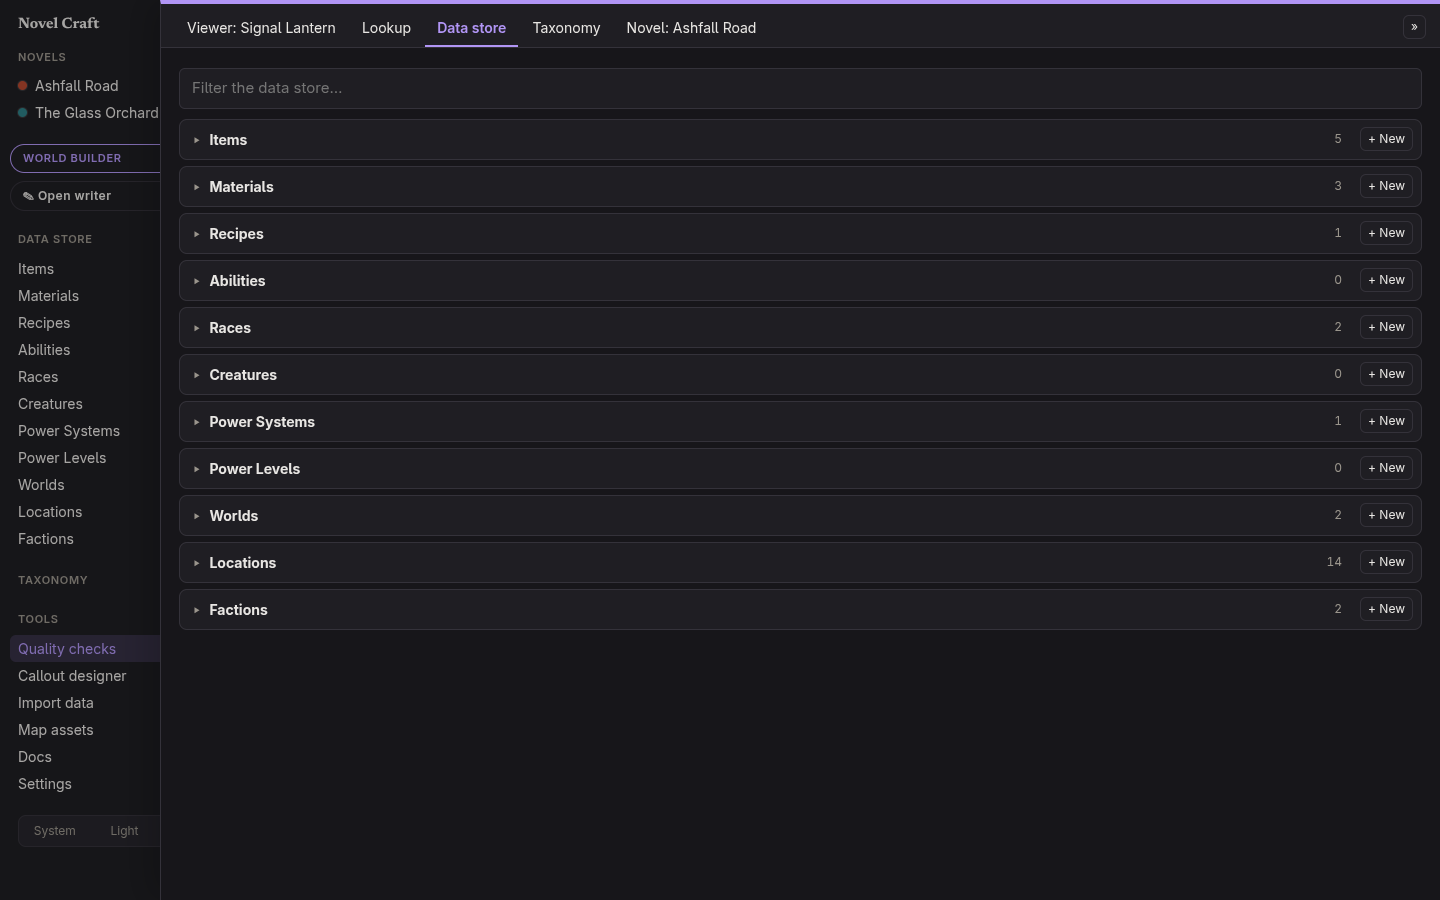 Novel Craft
NOVELS
Ashfall Road
The Glass Orchard
WORLD BUILDER
✎ Open writer
DATA STORE
Items
Materials
Recipes
Abilities
Races
Creatures
Power Systems
Power Levels
Worlds
Locations
Factions
TAXONOMY
TOOLS
Quality checks
Callout designer
Import data
Map assets
Docs
Settings
System Light
Viewer: Signal Lantern Lookup Data store Taxonomy Novel: Ashfall Road »
Filter the data store...
▸ Items 5 + New
▸ Materials 3 + New
▸ Recipes 1 + New
▸ Abilities 0 + New
▸ Races 2 + New
▸ Creatures 0 + New
▸ Power Systems 1 + New
▸ Power Levels 0 + New
▸ Worlds 2 + New
▸ Locations 14 + New
▸ Factions 2 + New